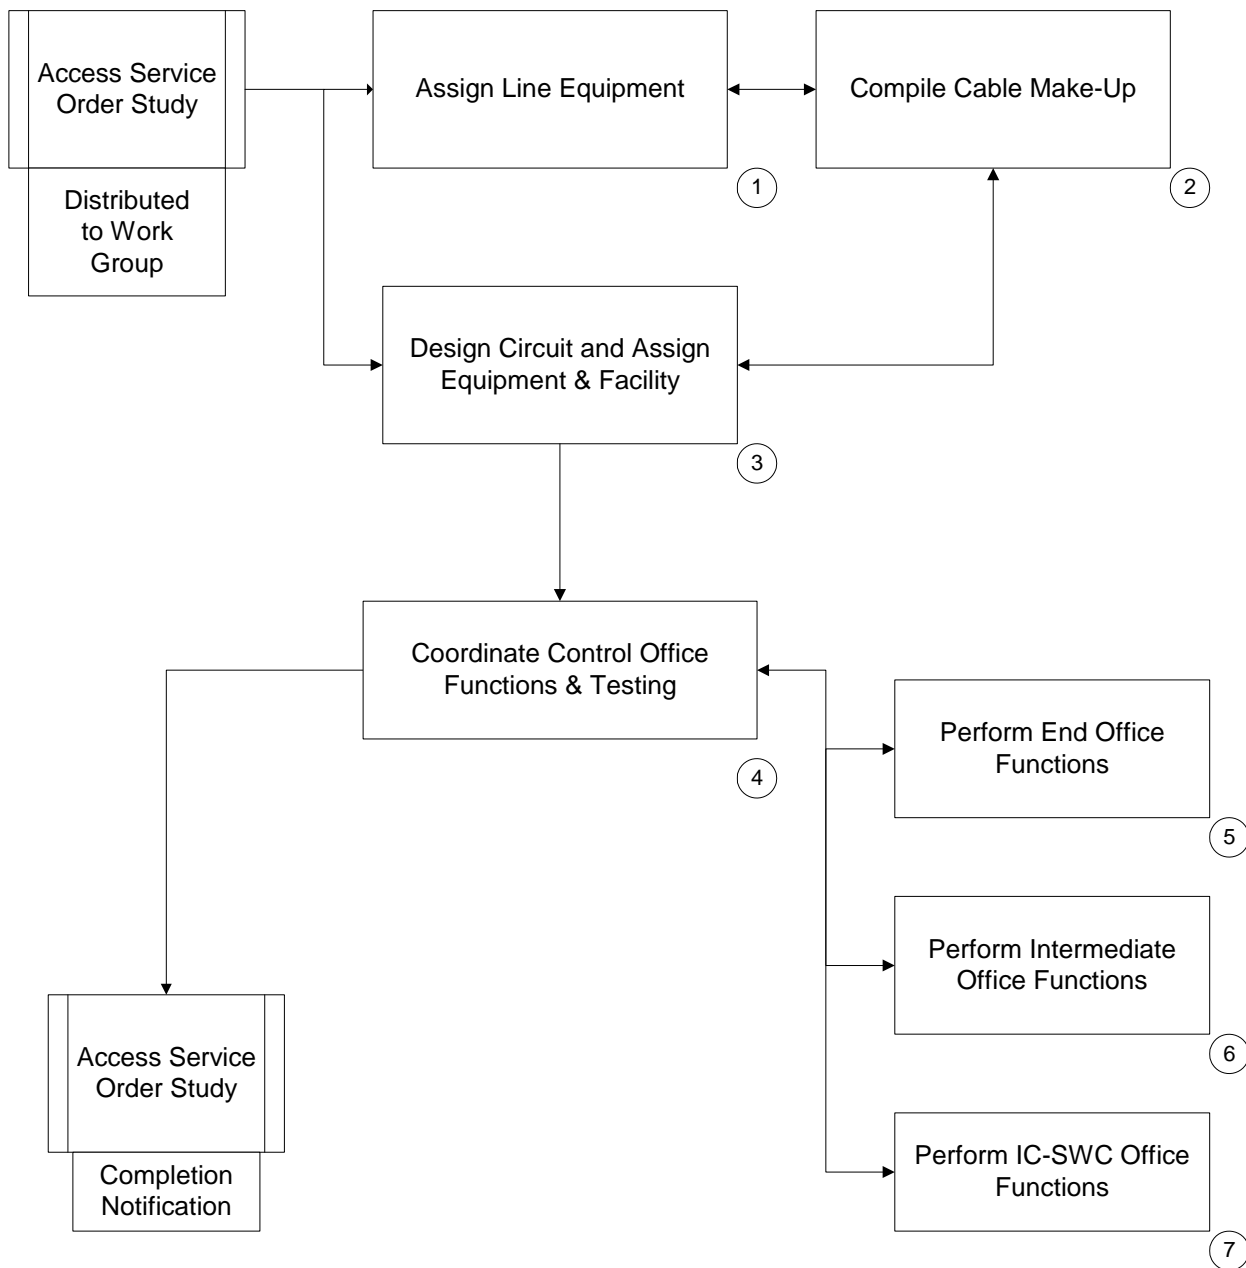 Access Service
Order Study
Distributed
to Work
Group
Assign Line Equipment
1
Compile Cable Make-Up
2
Design Circuit and Assign
Equipment & Facility
3
Coordinate Control Office
Functions & Testing
4
Perform End Office
Functions
5
Perform Intermediate
Office Functions
6
Perform IC-SWC Office
Functions
7
Access Service
Order Study
Completion
Notification